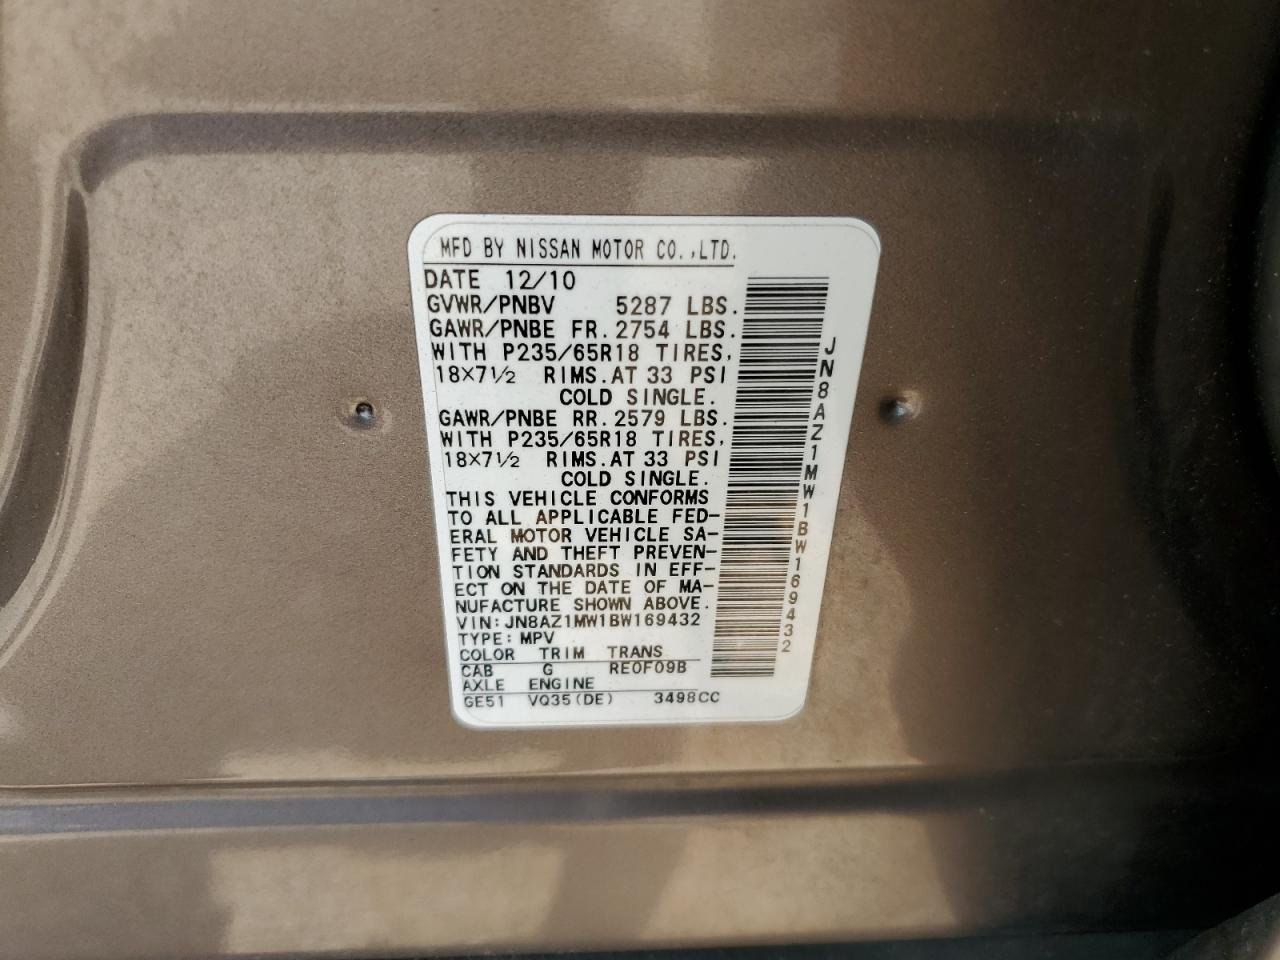 MFD BY NISSAN MOTOR CO.,LTD.
DATE 12/10
GVWR/PNBV 5287 LBS.
GAWR/PNBE FR. 2754 LBS.
WITH P235/65R18 TIRES,
18×7½ RIMS.AT 33 PSI
COLD SINGLE.
GAWR/PNBE RR. 2579 LBS.
WITH P235/65R18 TIRES,
18×7½ RIMS.AT 33 PSI
COLD SINGLE.
THIS VEHICLE CONFORMS
TO ALL APPLICABLE FED-
ERAL MOTOR VEHICLE SA-
FETY AND THEFT PREVEN-
TION STANDARDS IN EFF-
ECT ON THE DATE OF MA-
NUFACTURE SHOWN ABOVE.
VIN:JN8AZ1MW1BW169432
TYPE:MPV
COLOR TRIM TRANS
CAB G RE0F09B
AXLE ENGINE
GE51 VQ35(DE) 3498CC
JN8AZ1MW1BW169432